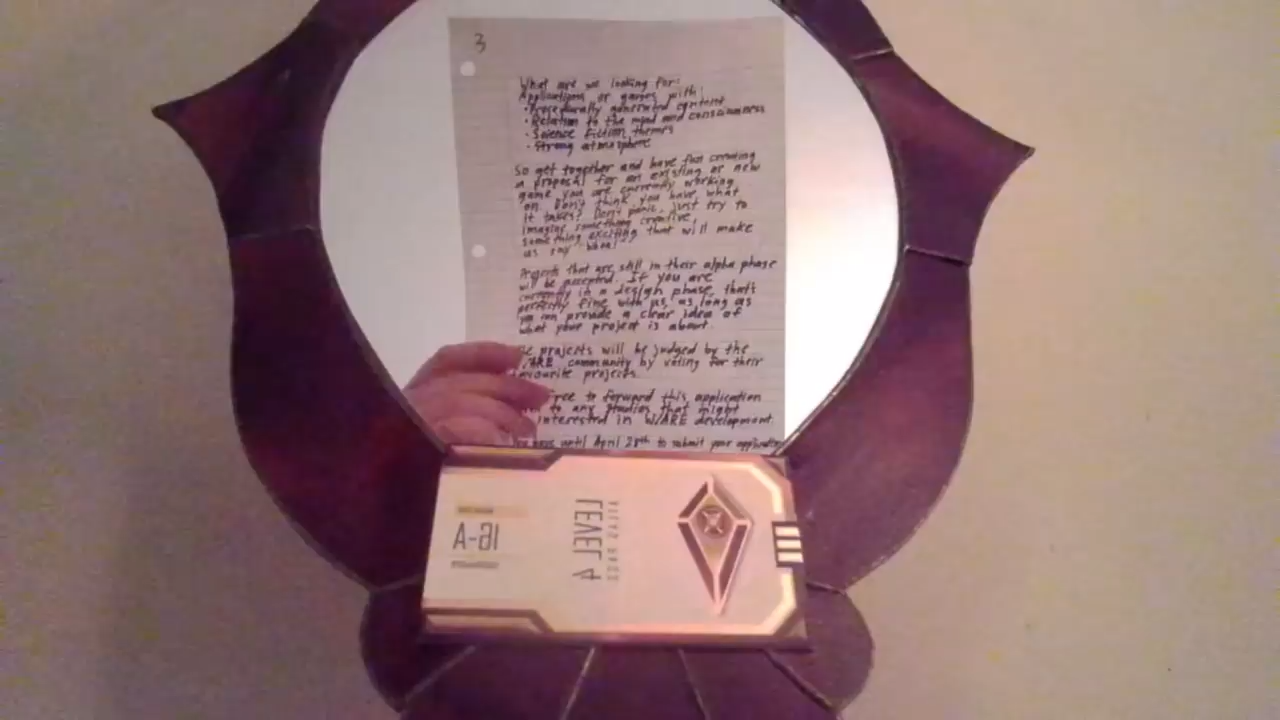 3
What are we looking for:
Applications or games with:
• Procedurally generated content
• Relation to the mind and consciousness
• Science Fiction themes
• Strong atmosphere
So get together and have fun creating
a proposal for an existing or new
game you are currently working
on. Don't think you have what
it takes? Don't panic, just try to
imagine something creative,
something exciting that will make
us say "Whoa!"
Projects that are still in their alpha phase
will be accepted. If you are
currently in a design phase that's
perfectly fine with us, as long as
you can provide a clear idea of
what your project is about.
projects will be judged by the
community by voting for their
favourite projects.
free to forward this application
to any studios that might
interested in W/ARE development.
You have until April 28th to submit your application
A-91
LEVEL 4